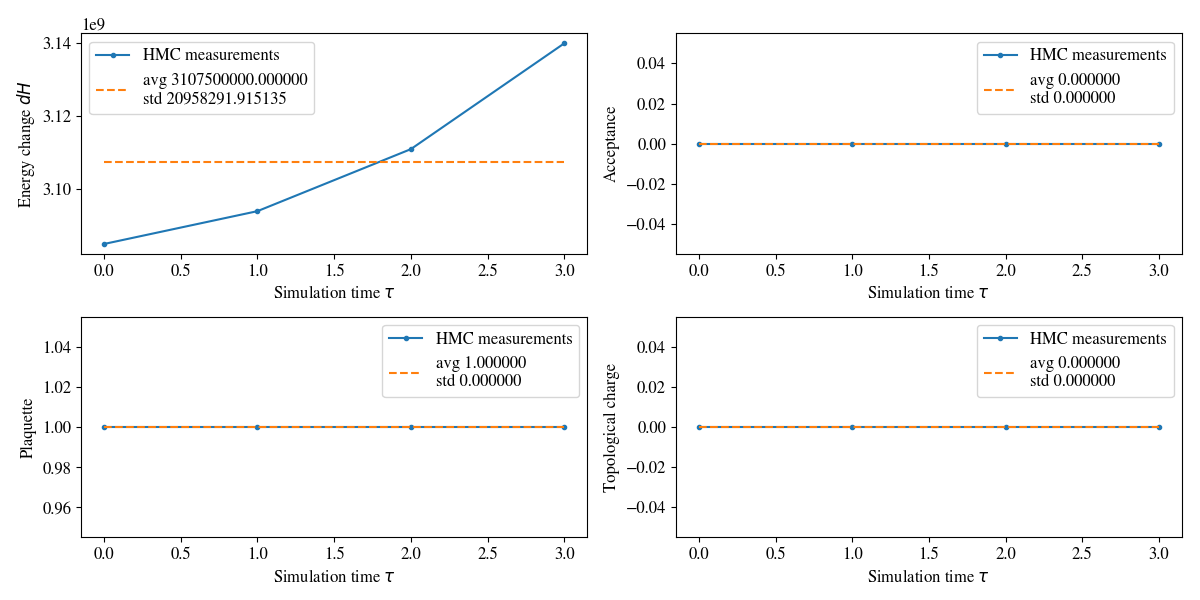 1e9
3.14
3.12
3.10
Energy change dH
HMC measurements
avg 3107500000.000000
std 20958291.915135
0.0 0.5 1.0 1.5 2.0 2.5 3.0
Simulation time τ
0.04
0.02
0.00
−0.02
−0.04
Acceptance
HMC measurements
avg 0.000000
std 0.000000
0.0 0.5 1.0 1.5 2.0 2.5 3.0
Simulation time τ
1.04
1.02
1.00
0.98
0.96
Plaquette
HMC measurements
avg 1.000000
std 0.000000
0.0 0.5 1.0 1.5 2.0 2.5 3.0
Simulation time τ
0.04
0.02
0.00
−0.02
−0.04
Topological charge
HMC measurements
avg 0.000000
std 0.000000
0.0 0.5 1.0 1.5 2.0 2.5 3.0
Simulation time τ